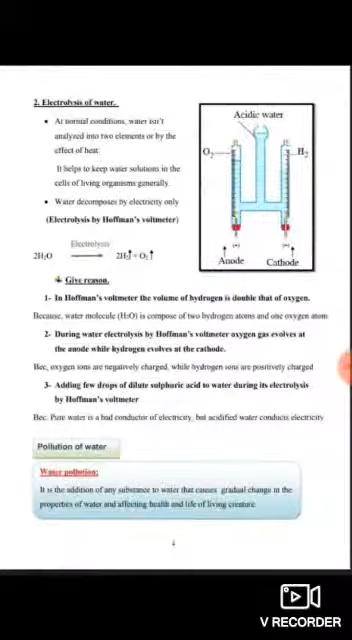 2. Electrolysis of water.
• At normal conditions, water isn't
analyzed into two elements or by the
effect of heat.
It helps to keep water solutions in the
cells of living organisms generally.
• Water decomposes by electricity only
(Electrolysis by Hoffman's voltmeter)
Electrolysis
2H₂O ⟶ 2H₂↑ + O₂↑
Acidic water
O₂
H₂
(+) (-)
Anode Cathode
Give reason.
1- In Hoffman's voltmeter the volume of hydrogen is double that of oxygen.
Because, water molecule (H₂O) is compose of two hydrogen atoms and one oxygen atom
2- During water electrolysis by Hoffman's voltmeter oxygen gas evolves at
the anode while hydrogen evolves at the cathode.
Bec, oxygen ions are negatively charged, while hydrogen ions are positively charged
3- Adding few drops of dilute sulphuric acid to water during its electrolysis
by Hoffman's voltmeter
Bec. Pure water is a bad conductor of electricity, but acidified water conducts electricity
Pollution of water
Water pollution:
It is the addition of any substance to water that causes gradual change in the
properties of water and affecting health and life of living creature
4
V RECORDER